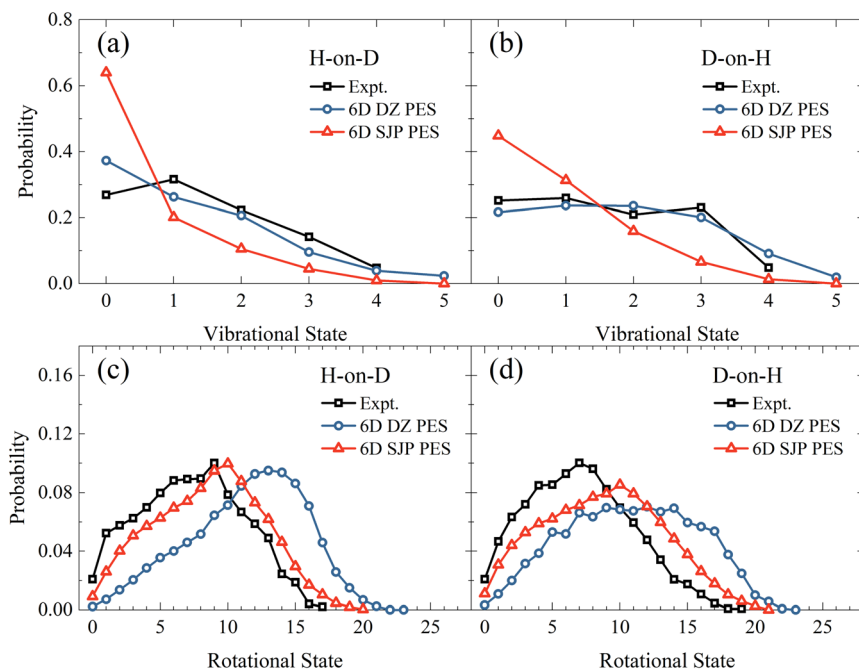 (a)
H-on-D
Expt.
6D DZ PES
6D SJP PES
(b)
D-on-H
Expt.
6D DZ PES
6D SJP PES
Probability
0.8
0.6
0.4
0.2
0.0
0 1 2 3 4 5
0 1 2 3 4 5
Vibrational State
Vibrational State
(c)
H-on-D
Expt.
6D DZ PES
6D SJP PES
(d)
D-on-H
Expt.
6D DZ PES
6D SJP PES
Probability
0.16
0.12
0.08
0.04
0.00
0 5 10 15 20 25
0 5 10 15 20 25
Rotational State
Rotational State